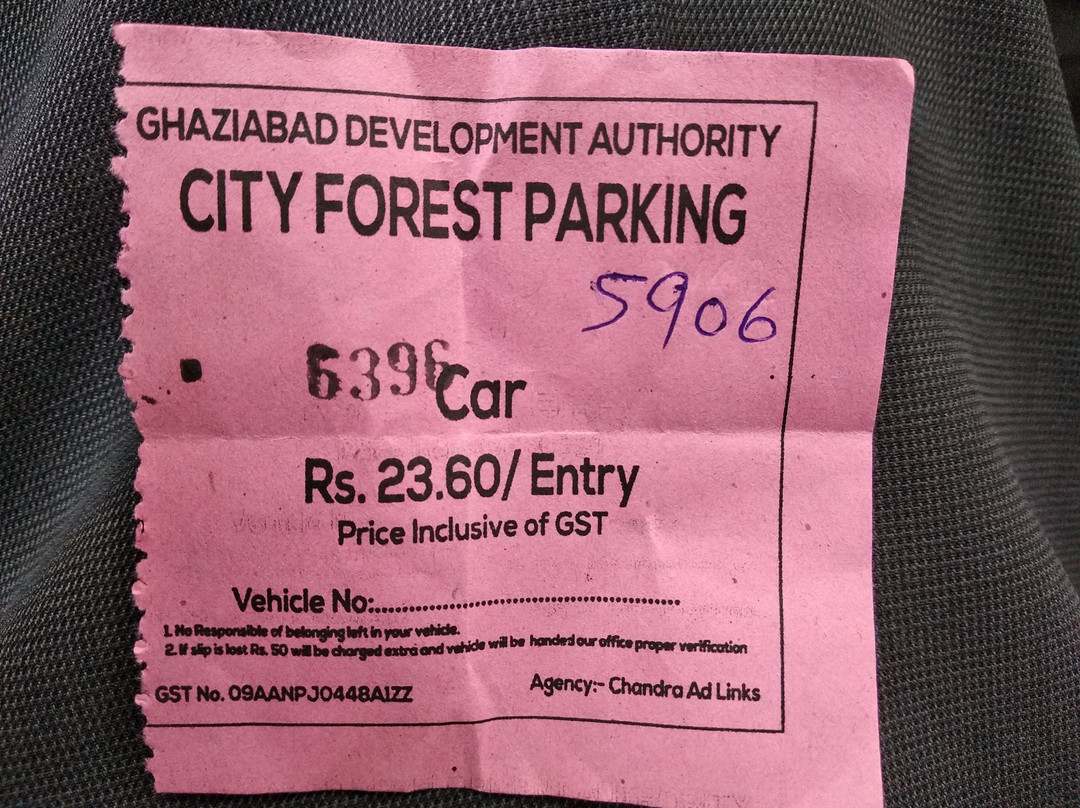 GHAZIABAD DEVELOPMENT AUTHORITY
CITY FOREST PARKING
5906
6396
Car
Rs. 23.60/ Entry
Price Inclusive of GST
Vehicle No:..........................................................
1. No Responsible of belonging left in your vehicle.
2. If slip is lost Rs. 50 will be charged extra and vehicle will be handed our office proper verification
GST No. 09AANPJ0448A1ZZ
Agency:- Chandra Ad Links